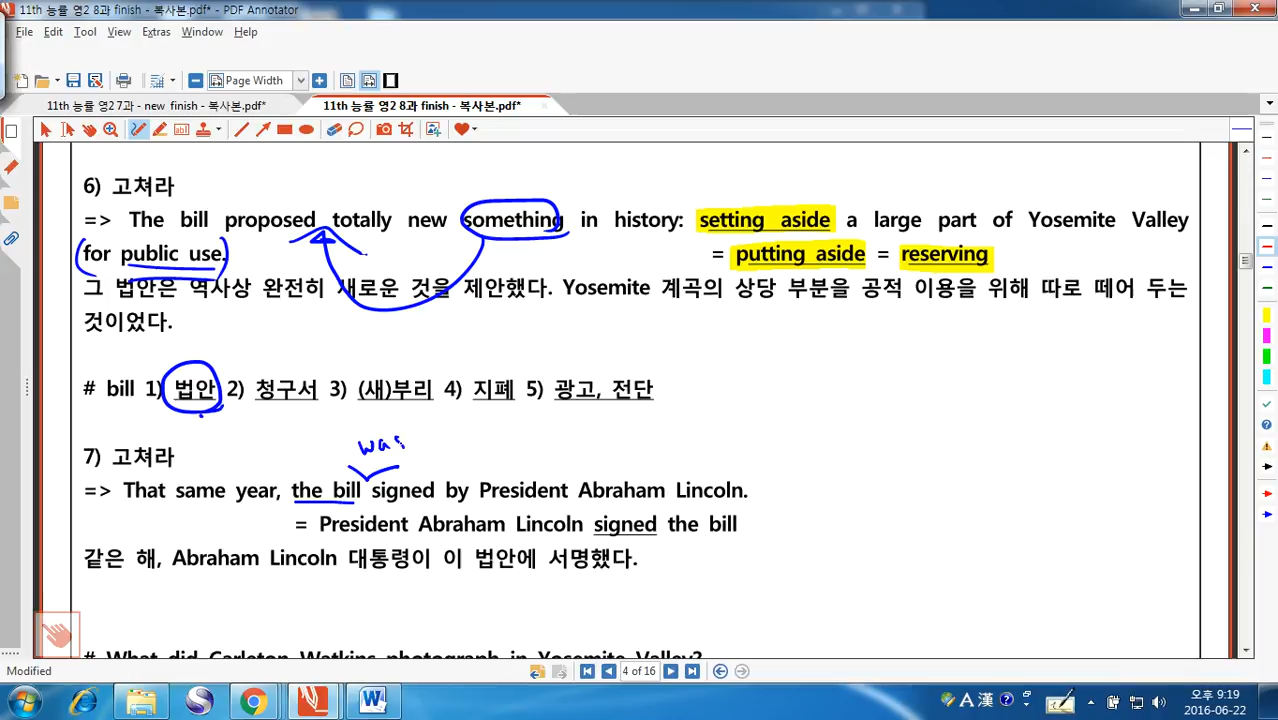 11th 능률 영2 8과 finish - 복사본.pdf* - PDF Annotator
File Edit Tool View Extras Window Help
Page Width
11th 능률 영2 7과 - new finish - 복사본.pdf* 11th 능률 영2 8과 finish - 복사본.pdf*
6) 고쳐라
=> The bill proposed totally new something in history: setting aside a large part of Yosemite Valley
for public use. = putting aside = reserving
그 법안은 역사상 완전히 새로운 것을 제안했다. Yosemite 계곡의 상당 부분을 공적 이용을 위해 따로 떼어 두는
것이었다.
# bill 1) 법안 2) 청구서 3) (새)부리 4) 지폐 5) 광고, 전단
was
7) 고쳐라
=> That same year, the bill signed by President Abraham Lincoln.
= President Abraham Lincoln signed the bill
같은 해, Abraham Lincoln 대통령이 이 법안에 서명했다.
# What did Carleton Watkins photograph in Yosemite Valley?
Modified
4 of 16
A 漢
오후 9:19
2016-06-22